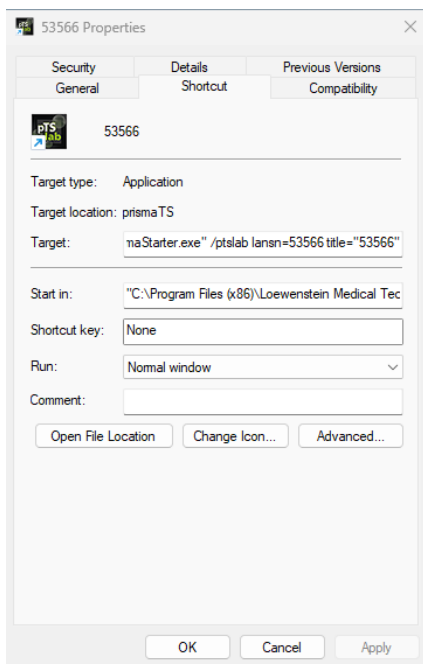 53566 Properties
Security Details Previous Versions
General Shortcut Compatibility
pTS
lab
53566
Target type: Application
Target location: prismaTS
Target: naStarter.exe" /ptslab lansn=53566 title="53566"
Start in: "C:\Program Files (x86)\Loewenstein Medical Tec
Shortcut key: None
Run: Normal window
Comment:
Open File Location Change Icon... Advanced...
OK Cancel Apply